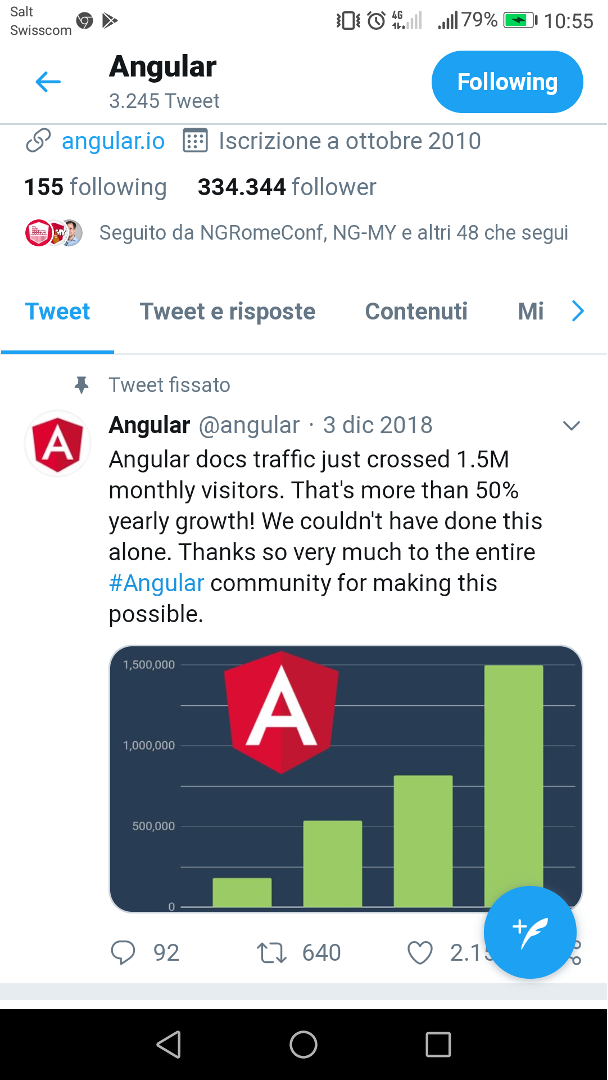 Salt
Swisscom
4G
79%
10:55
Angular
3.245 Tweet
Following
angular.io Iscrizione a ottobre 2010
155 following 334.344 follower
Seguito da NGRomeConf, NG-MY e altri 48 che segui
Tweet Tweet e risposte Contenuti Mi
Tweet fissato
Angular @angular · 3 dic 2018
Angular docs traffic just crossed 1.5M
monthly visitors. That's more than 50%
yearly growth! We couldn't have done this
alone. Thanks so very much to the entire
#Angular community for making this
possible.
1,500,000
A
1,000,000
500,000
0
92 640